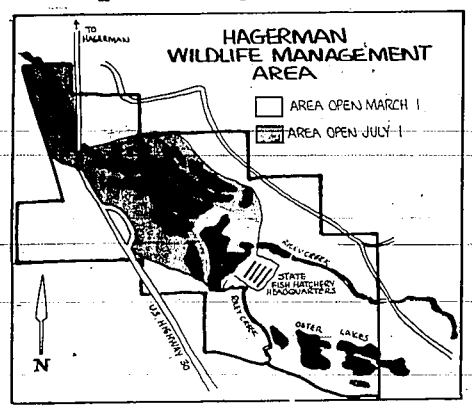 TO
HAGERMAN
HAGERMAN
WILDLIFE MANAGEMENT
AREA
AREA OPEN MARCH 1
AREA OPEN JULY 1
RILEY CREEK
STATE
FISH HATCHERY
HEADQUARTERS
RILEY CREEK
U.S. HIGHWAY 30
OSTER LAKES
N